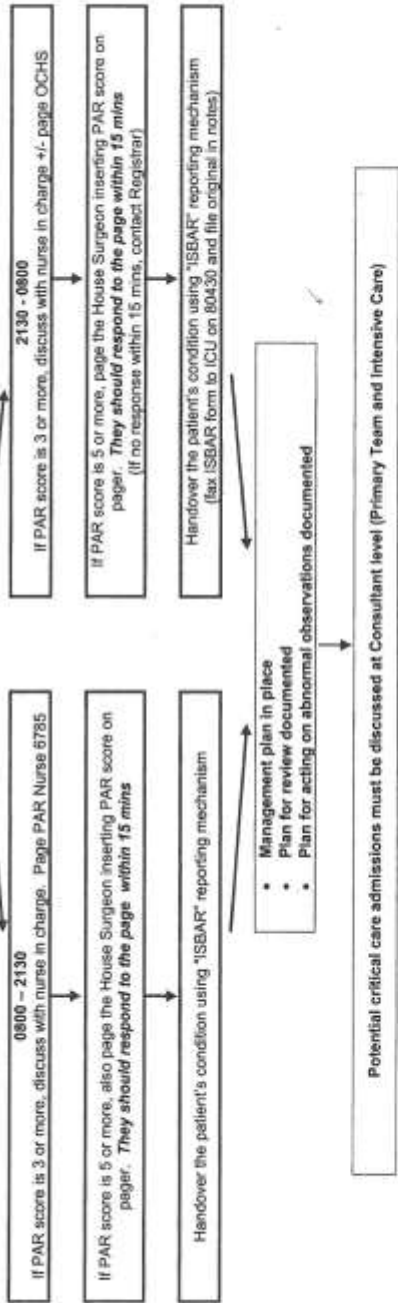 0800 – 2130
If PAR score is 3 or more, discuss with nurse in charge. Page PAR Nurse 6785
If PAR score is 5 or more, also page the House Surgeon inserting PAR score on
pager. They should respond to the page within 15 mins
Handover the patient's condition using "ISBAR" reporting mechanism
2130 - 0800
If PAR score is 3 or more, discuss with nurse in charge +/- page OCHS
If PAR score is 5 or more, page the House Surgeon inserting PAR score on
pager. They should respond to the page within 15 mins
(If no response within 15 mins, contact Registrar)
Handover the patient's condition using "ISBAR" reporting mechanism
(fax ISBAR form to ICU on 80430 and file original in notes)
• Management plan in place
• Plan for review documented
• Plan for acting on abnormal observations documented
Potential critical care admissions must be discussed at Consultant level (Primary Team and Intensive Care)